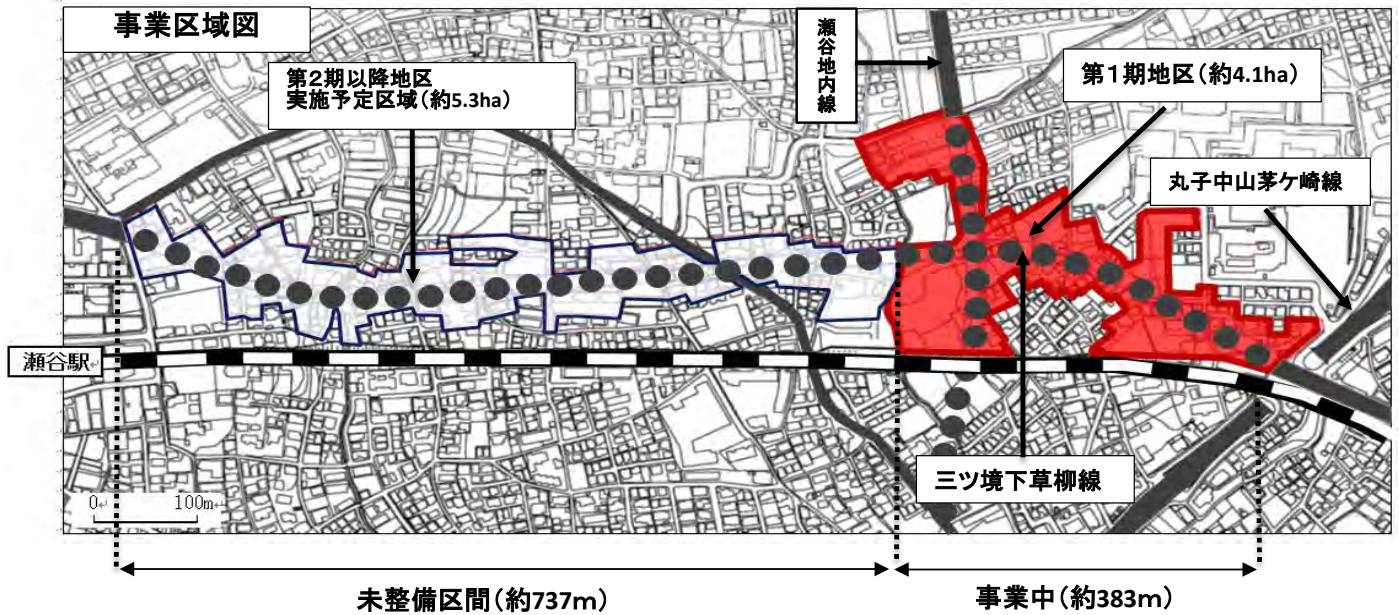 事業区域図
第2期以降地区
実施予定区域(約5.3ha)
瀬谷地内線
第1期地区(約4.1ha)
丸子中山茅ケ崎線
瀬谷駅
三ツ境下草柳線
0 100m
未整備区間(約737m)
事業中(約383m)